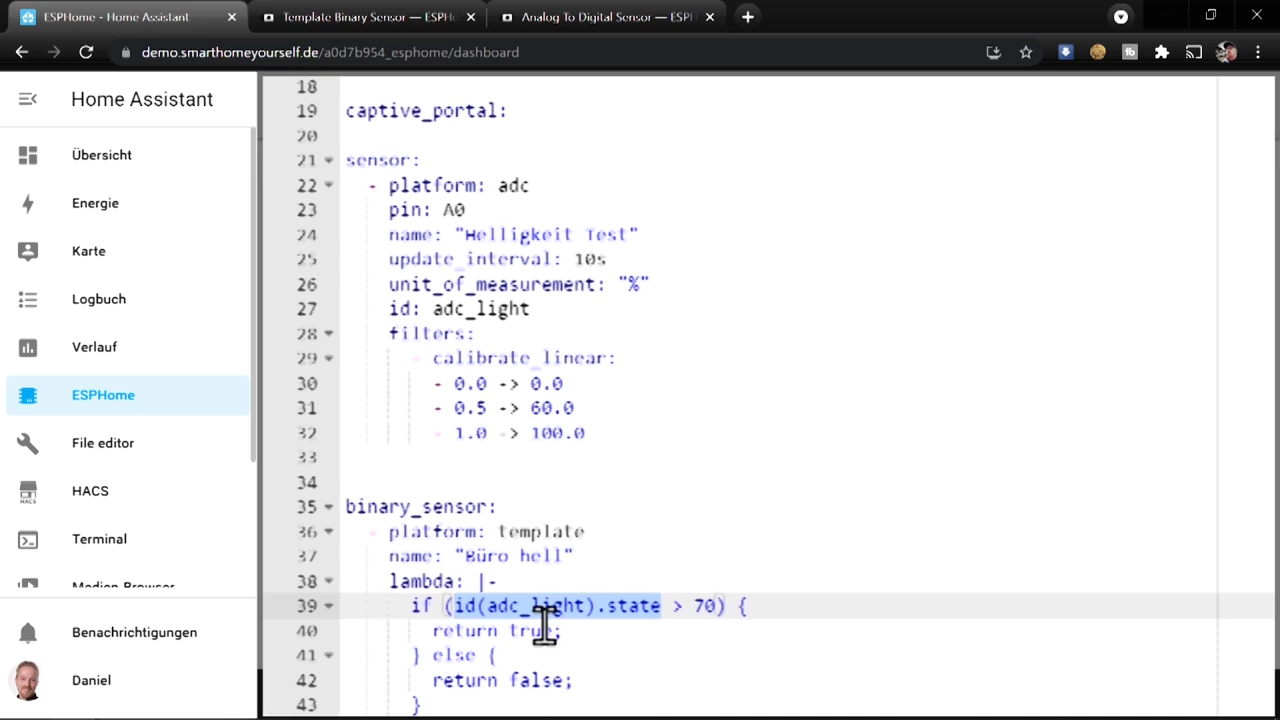 ESPHome - Home Assistant
Template Binary Sensor — ESPH
Analog To Digital Sensor — ESPH
demo.smarthomeyourself.de/a0d7b954_esphome/dashboard
Home Assistant
Übersicht
Energie
Karte
Logbuch
Verlauf
ESPHome
File editor
HACS
Terminal
Medien Browser
Benachrichtigungen
Daniel
18
19 captive_portal:
20
21 sensor:
22 - platform: adc
23 pin: A0
24 name: "Helligkeit Test"
25 update_interval: 10s
26 unit_of_measurement: "%"
27 id: adc_light
28 filters:
29 - calibrate_linear:
30 - 0.0 -> 0.0
31 - 0.5 -> 60.0
32 - 1.0 -> 100.0
33
34
35 binary_sensor:
36 - platform: template
37 name: "Büro hell"
38 lambda: |-
39 if (id(adc_light).state > 70) {
40 return true;
41 } else {
42 return false;
43 }